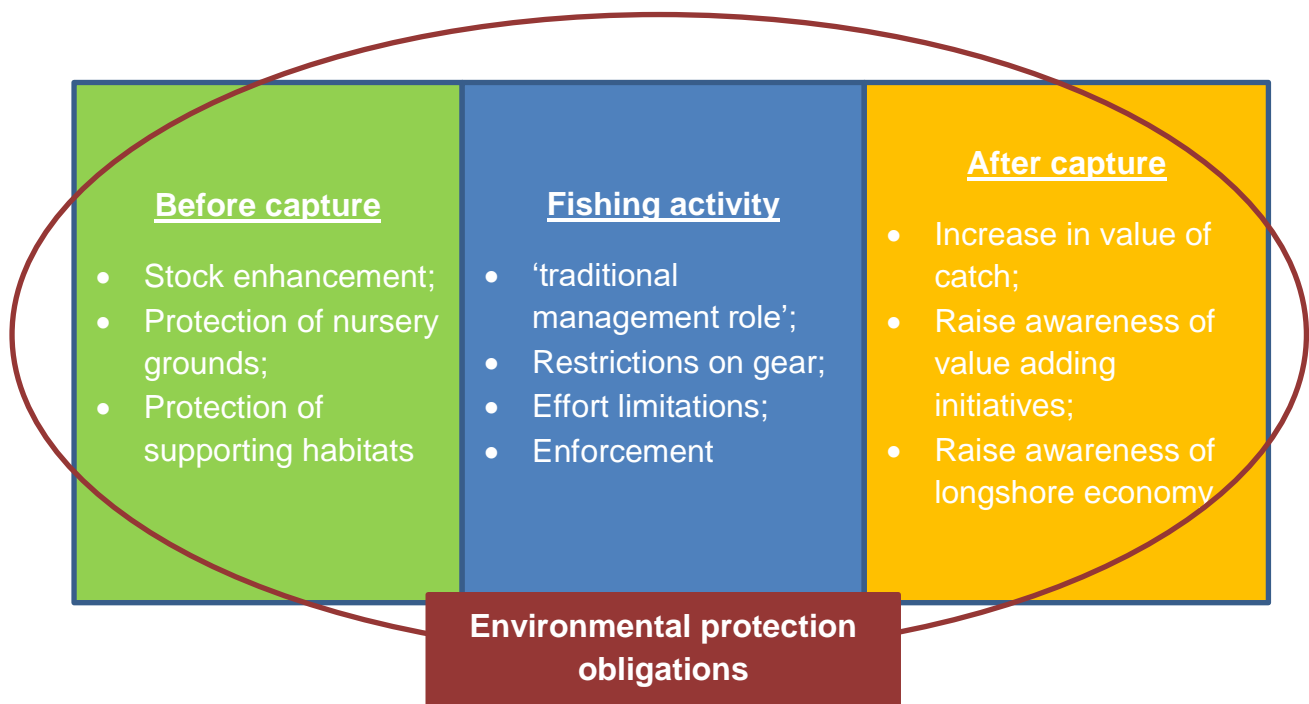 Before capture
• Stock enhancement;
• Protection of nursery
grounds;
• Protection of
supporting habitats
Fishing activity
• ‘traditional
management role’;
• Restrictions on gear;
• Effort limitations;
• Enforcement
After capture
• Increase in value of
catch;
• Raise awareness of
value adding
initiatives;
• Raise awareness of
longshore economy
Environmental protection
obligations